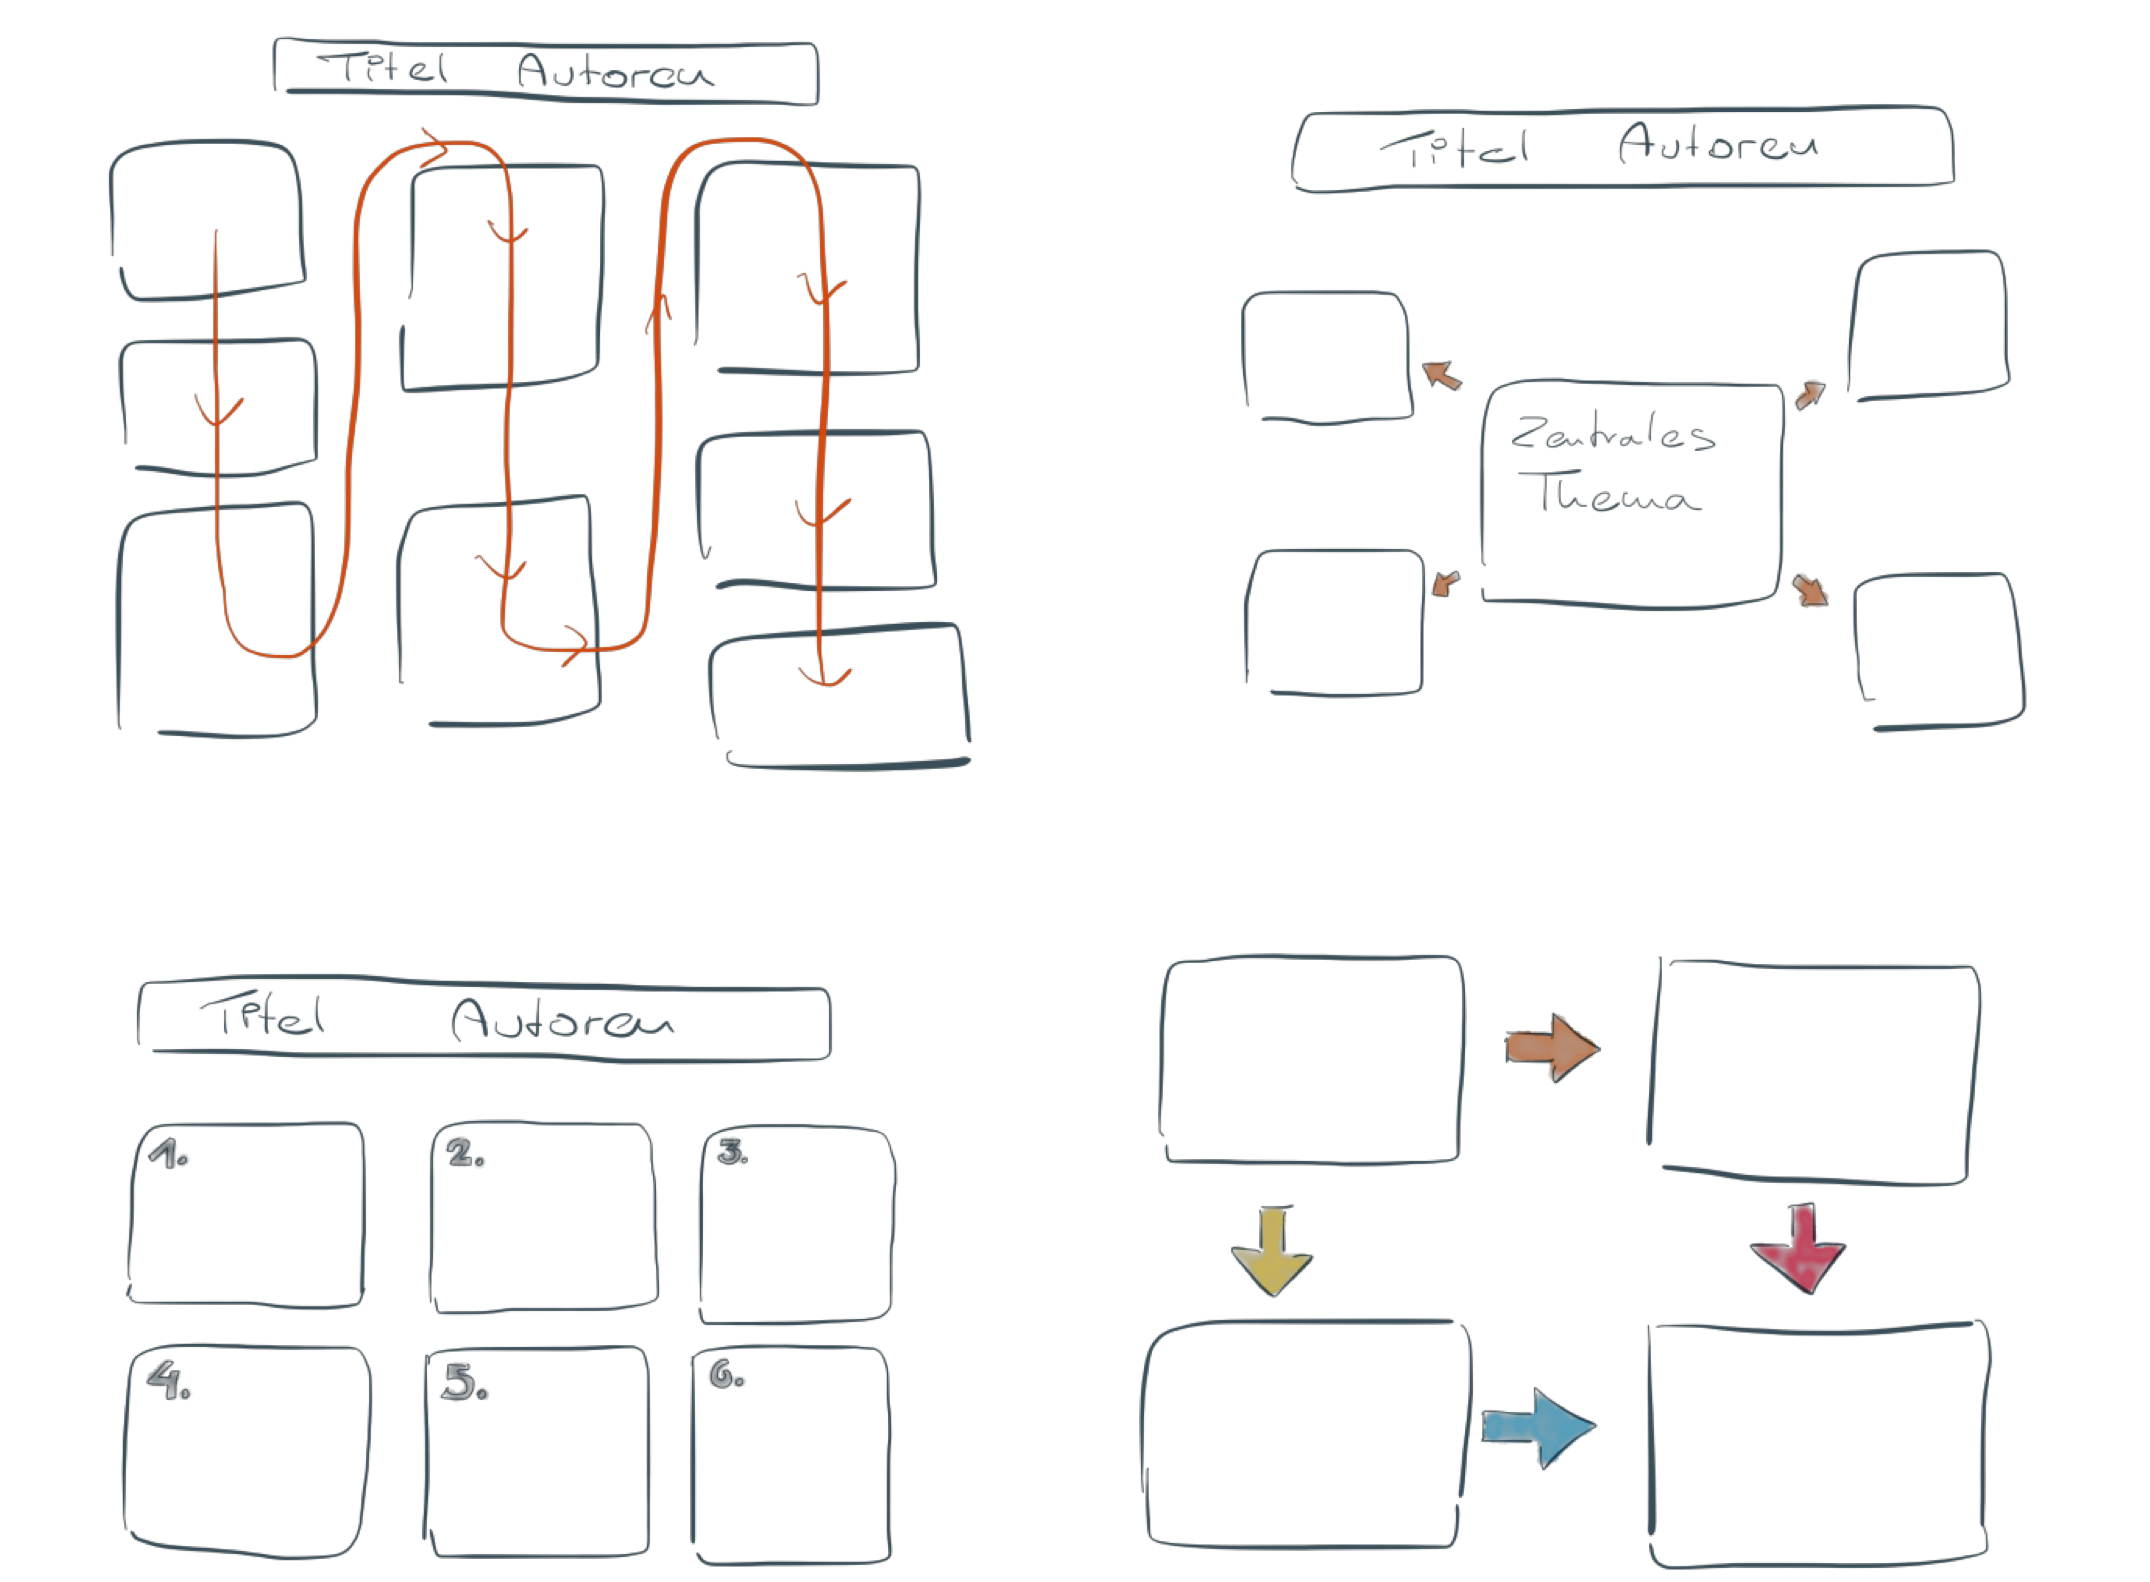 Titel Autoren
Titel Autoren
Zentrales
Thema
Titel Autoren
1.
2.
3.
4.
5.
6.